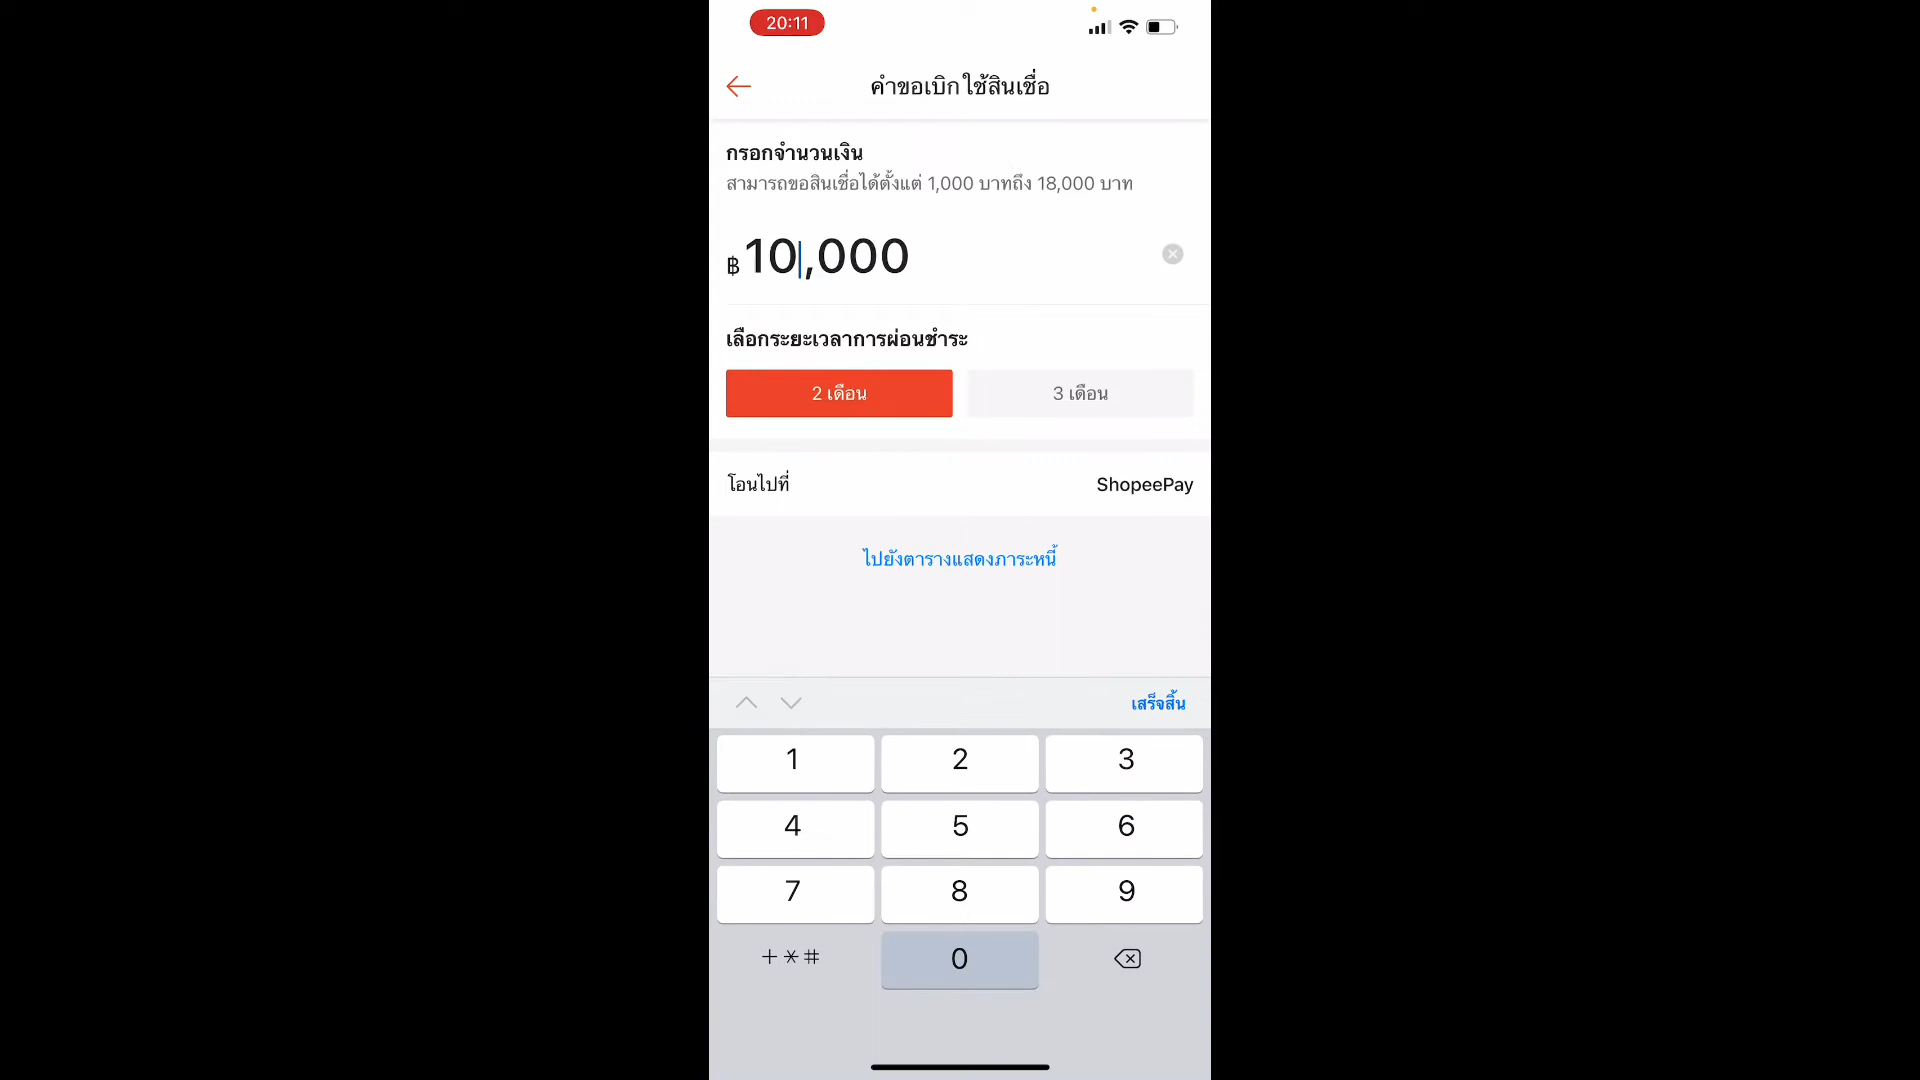 20:11
คำขอเบิกใช้สินเชื่อ
กรอกจำนวนเงิน
สามารถขอสินเชื่อได้ตั้งแต่ 1,000 บาทถึง 18,000 บาท
฿10,000
เลือกระยะเวลาการผ่อนชำระ
2 เดือน 3 เดือน
โอนไปที่ ShopeePay
ไปยังตารางแสดงภาระหนี้
เสร็จสิ้น
1 2 3
4 5 6
7 8 9
+*# 0